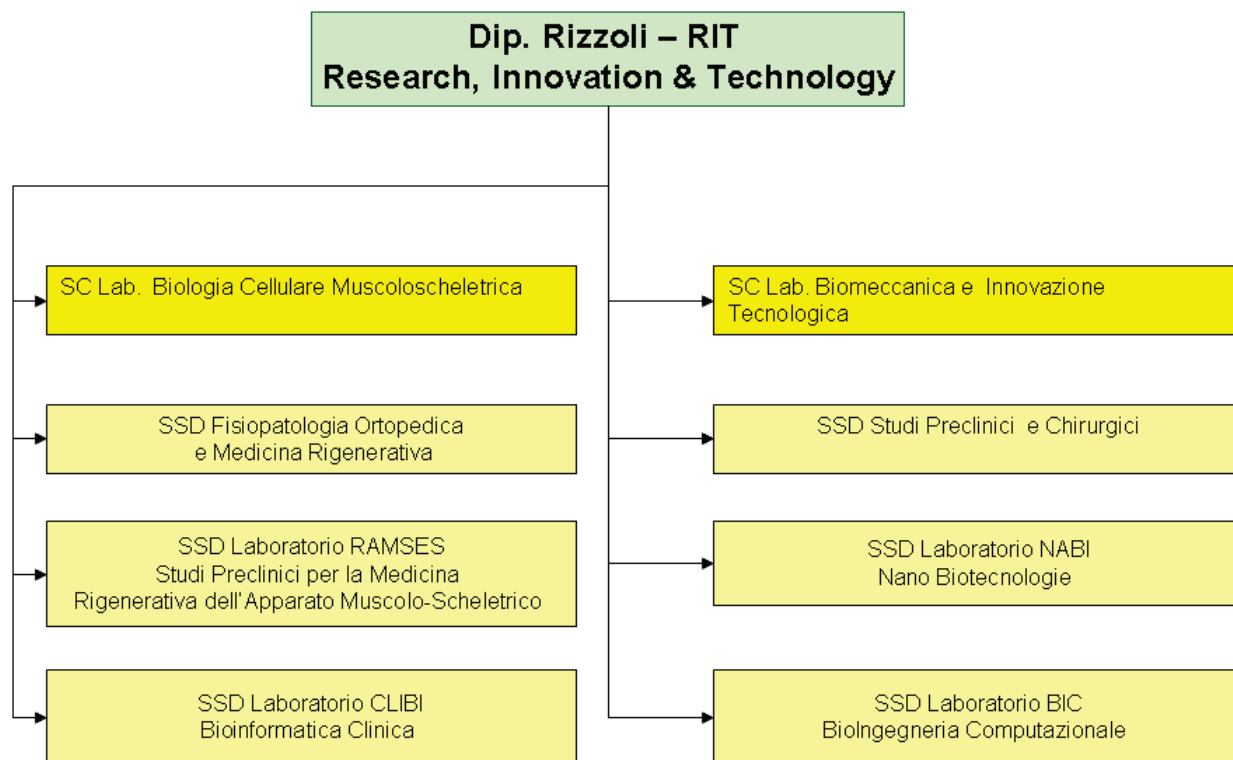 Dip. Rizzoli – RIT
Research, Innovation & Technology
SC Lab. Biologia Cellulare Muscoloscheletrica
SC Lab. Biomeccanica e Innovazione
Tecnologica
SSD Fisiopatologia Ortopedica
e Medicina Rigenerativa
SSD Studi Preclinici e Chirurgici
SSD Laboratorio RAMSES
Studi Preclinici per la Medicina
Rigenerativa dell'Apparato Muscolo-Scheletrico
SSD Laboratorio NABI
Nano Biotecnologie
SSD Laboratorio CLIBI
Bioinformatica Clinica
SSD Laboratorio BIC
BioIngegneria Computazionale